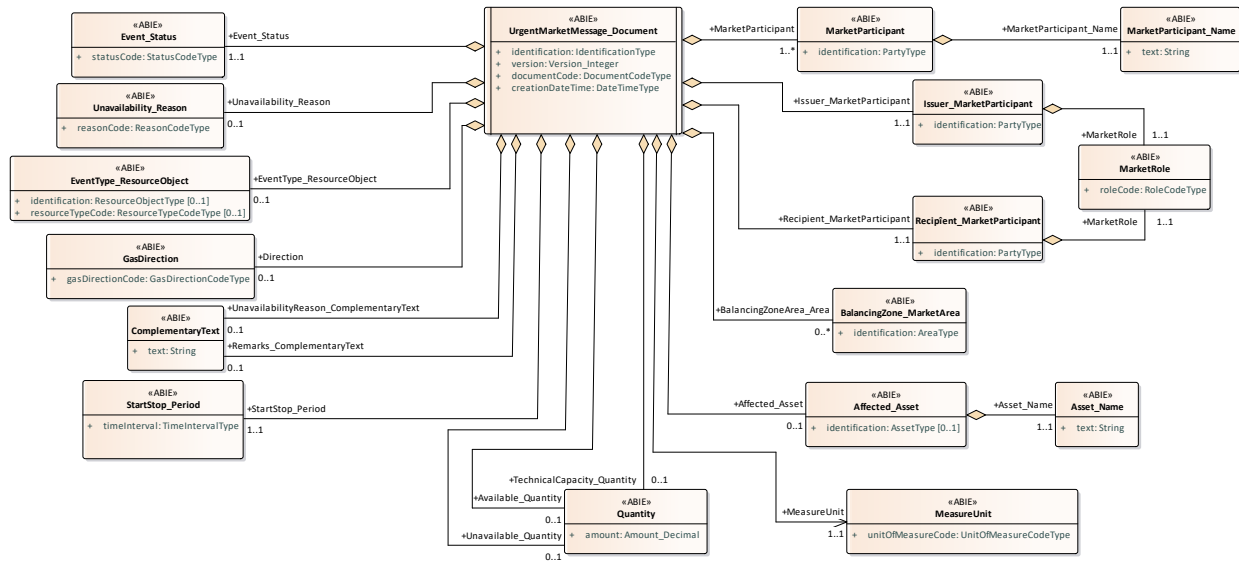 «ABIE»
Event_Status
+ statusCode: StatusCodeType
+Event_Status
1..1
«ABIE»
Unavailability_Reason
+ reasonCode: ReasonCodeType
+Unavailability_Reason
0..1
«ABIE»
EventType_ResourceObject
+ identification: ResourceObjectType [0..1]
+ resourceTypeCode: ResourceTypeCodeType [0..1]
+EventType_ResourceObject
0..1
«ABIE»
GasDirection
+ gasDirectionCode: GasDirectionCodeType
+Direction
0..1
«ABIE»
ComplementaryText
+ text: String
+UnavailabilityReason_ComplementaryText
0..1
+Remarks_ComplementaryText
0..1
«ABIE»
StartStop_Period
+ timeInterval: TimeIntervalType
+StartStop_Period
1..1
«ABIE»
UrgentMarketMessage_Document
+ identification: IdentificationType
+ version: Version_Integer
+ documentCode: DocumentCodeType
+ creationDateTime: DateTimeType
+TechnicalCapacity_Quantity
0..1
+Available_Quantity
0..1
+Unavailable_Quantity
0..1
«ABIE»
Quantity
+ amount: Amount_Decimal
+MarketParticipant
1..*
«ABIE»
MarketParticipant
+ identification: PartyType
+MarketParticipant_Name
1..1
«ABIE»
MarketParticipant_Name
+ text: String
+Issuer_MarketParticipant
1..1
«ABIE»
Issuer_MarketParticipant
+ identification: PartyType
+MarketRole
1..1
«ABIE»
MarketRole
+ roleCode: RoleCodeType
+MarketRole
1..1
+Recipient_MarketParticipant
1..1
«ABIE»
Recipient_MarketParticipant
+ identification: PartyType
+BalancingZoneArea_Area
0..*
«ABIE»
BalancingZone_MarketArea
+ identification: AreaType
+Affected_Asset
0..1
«ABIE»
Affected_Asset
+ identification: AssetType [0..1]
+Asset_Name
1..1
«ABIE»
Asset_Name
+ text: String
+MeasureUnit
1..1
«ABIE»
MeasureUnit
+ unitOfMeasureCode: UnitOfMeasureCodeType